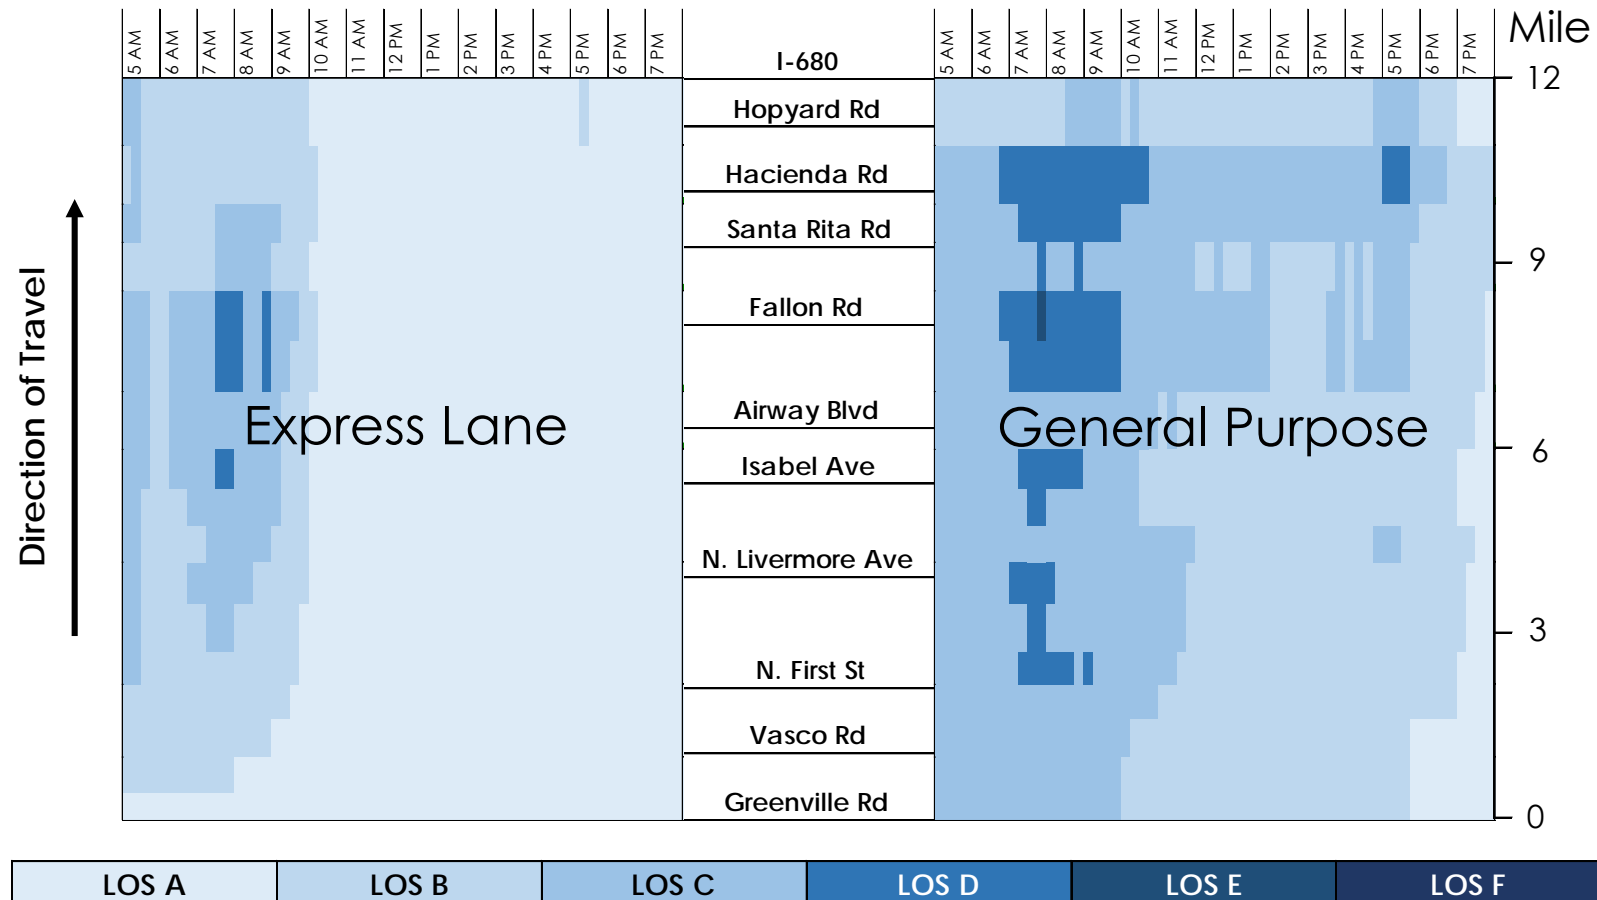 5 AM 6 AM 7 AM 8 AM 9 AM 10 AM 11 AM 12 PM 1 PM 2 PM 3 PM 4 PM 5 PM 6 PM 7 PM
I-680
5 AM 6 AM 7 AM 8 AM 9 AM 10 AM 11 AM 12 PM 1 PM 2 PM 3 PM 4 PM 5 PM 6 PM 7 PM
Mile
12
Hopyard Rd
Hacienda Rd
Santa Rita Rd
9
Fallon Rd
Direction of Travel
Express Lane
Airway Blvd
General Purpose
6
Isabel Ave
N. Livermore Ave
3
N. First St
Vasco Rd
Greenville Rd
0
LOS A LOS B LOS C LOS D LOS E LOS F